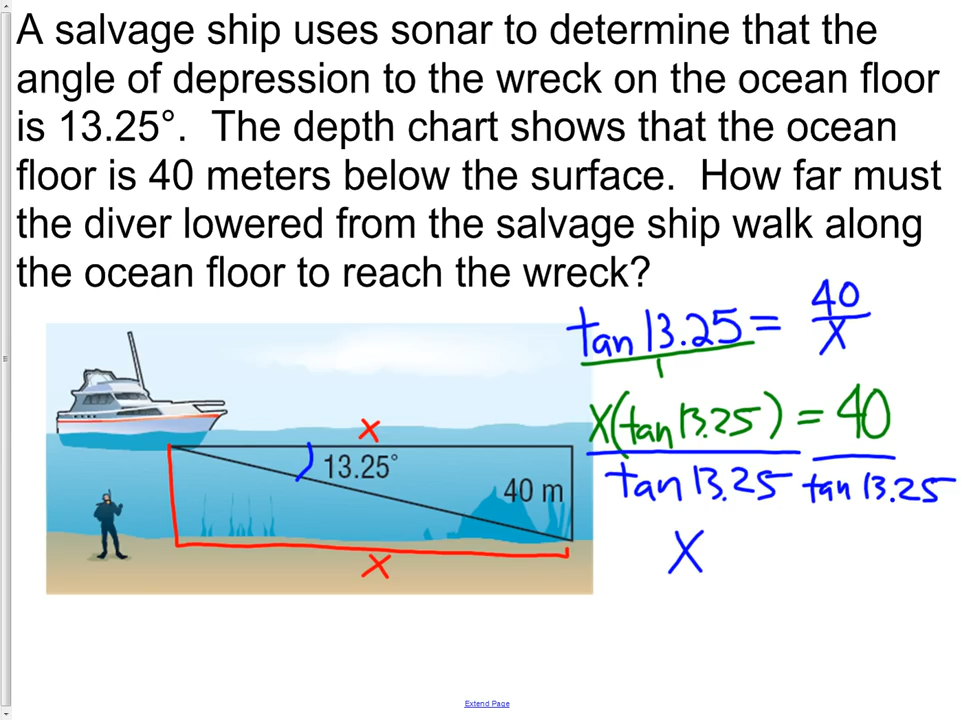 A salvage ship uses sonar to determine that the
angle of depression to the wreck on the ocean floor
is 13.25°.  The depth chart shows that the ocean
floor is 40 meters below the surface.  How far must
the diver lowered from the salvage ship walk along
the ocean floor to reach the wreck?
tan 13.25 = 40/x
1
x(tan 13.25) = 40
tan 13.25 tan 13.25
x
x
13.25°
40 m
x
Extend Page